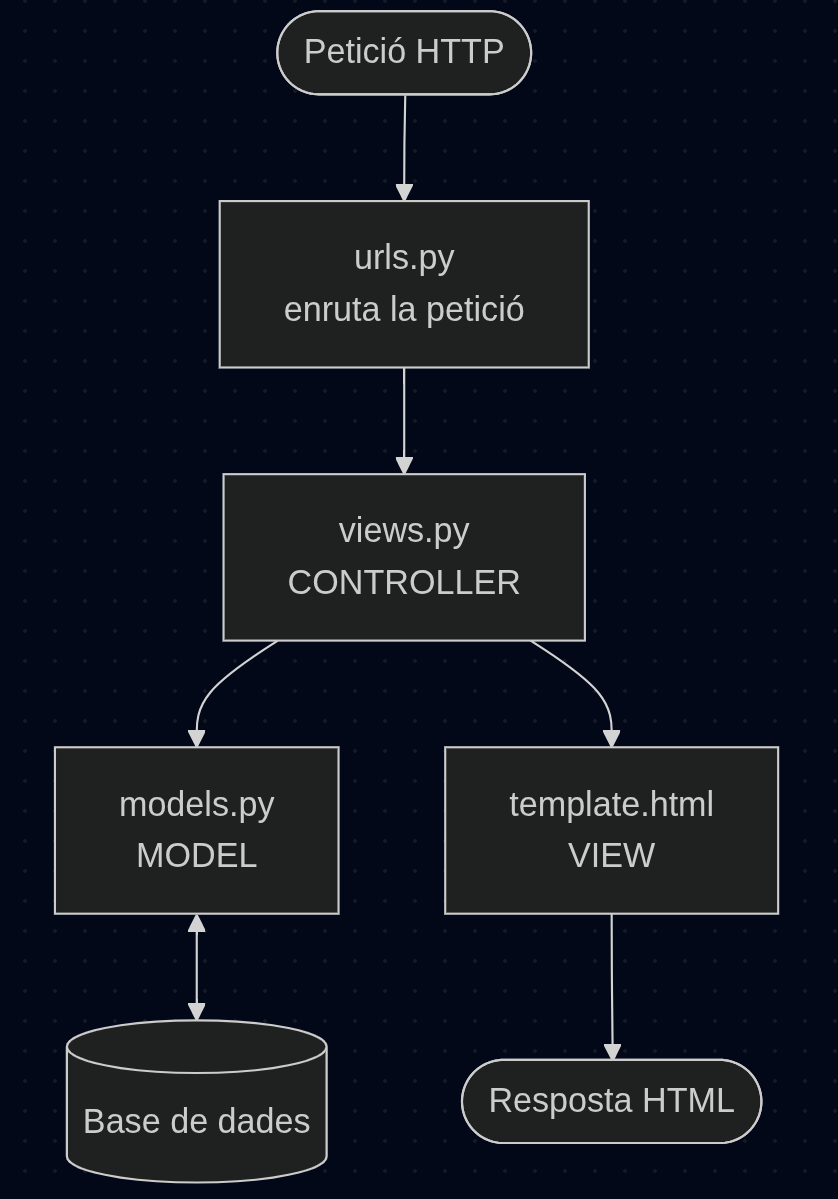 Petició HTTP
urls.py
enruta la petició
views.py
CONTROLLER
models.py
MODEL
template.html
VIEW
Base de dades
Resposta HTML